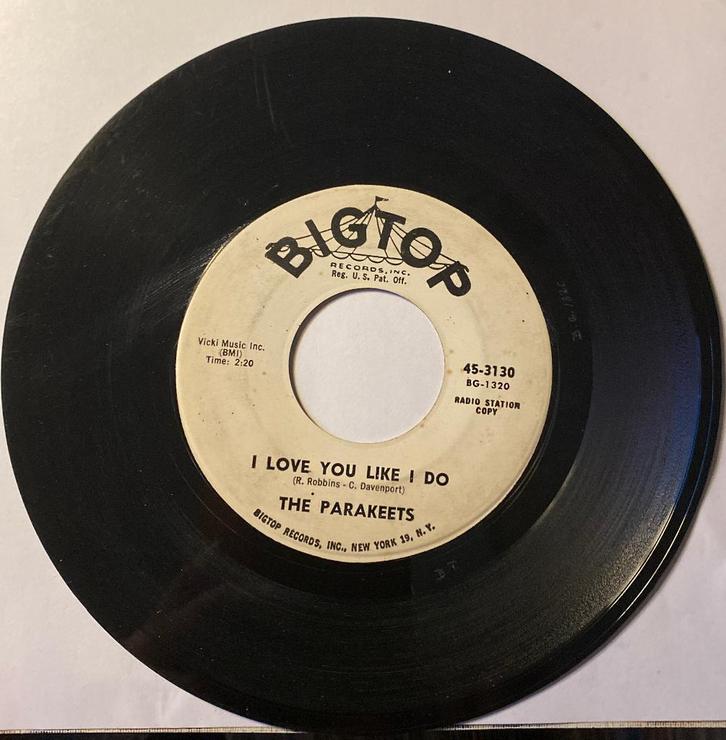 BIGTOP
RECORDS, INC.
Reg. U. S. Pat. Off.
Vicki Music Inc.
(BMI)
Time: 2:20
45-3130
BG-1320
RADIO STATION
COPY
I LOVE YOU LIKE I DO
(R. Robbins - C. Davenport)
THE PARAKEETS
BIGTOP RECORDS, INC., NEW YORK 19, N.Y.